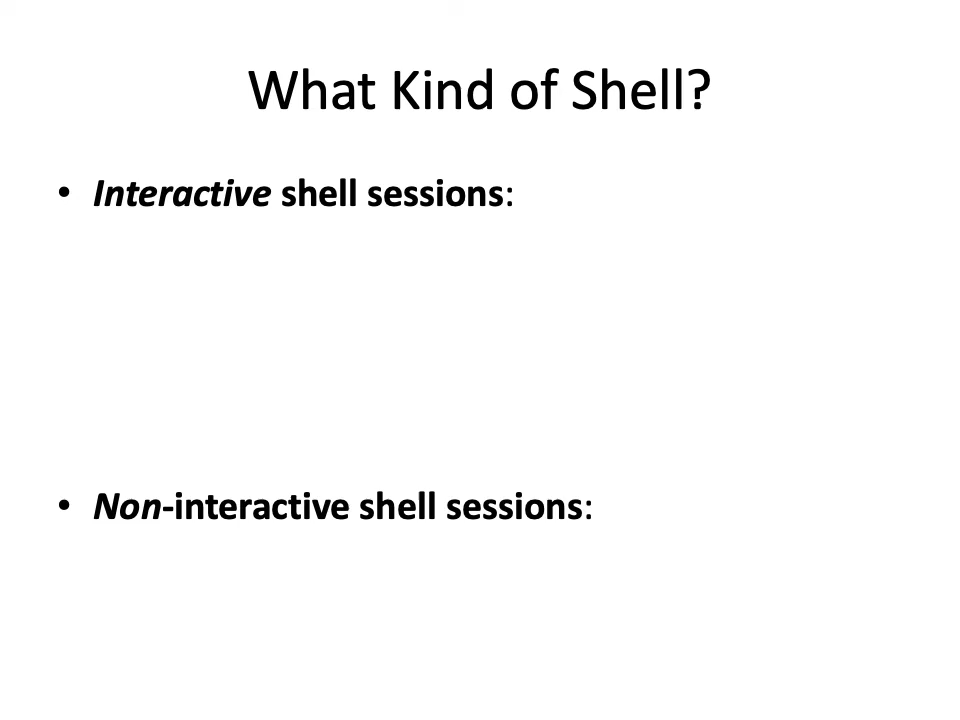 What Kind of Shell?
• Interactive shell sessions:
• Non-interactive shell sessions: